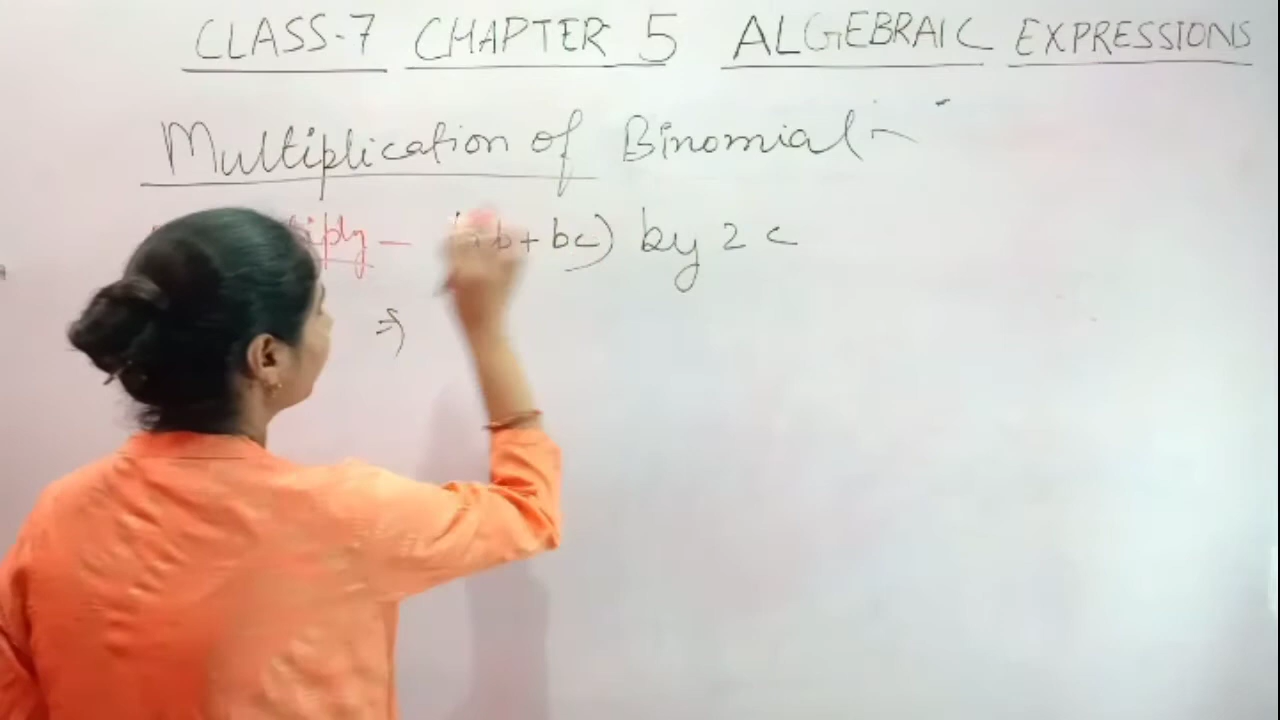 CLASS-7 CHAPTER 5 ALGEBRAIC EXPRESSIONS
Multiplication of Binomial :-
— b + bc) by 2c
⇒